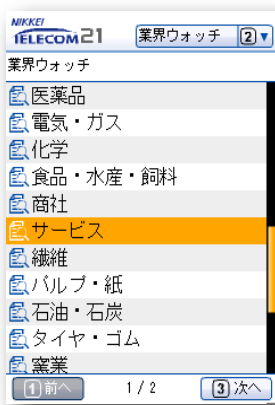 NIKKEI
TELECOM21 業界ウォッチ 2▼
業界ウォッチ
医薬品
電気・ガス
化学
食品・水産・飼料
商社
サービス
繊維
パルプ・紙
石油・石炭
タイヤ・ゴム
窯業
1前へ 1/2 3次へ